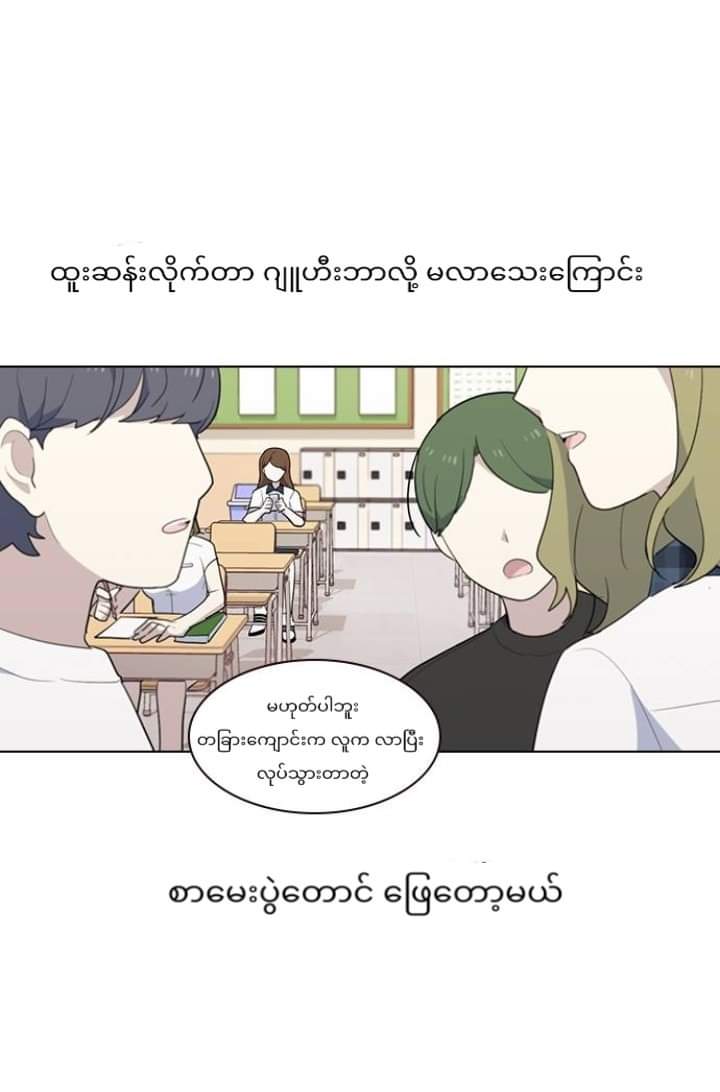 ထူးဆန်းလိုက်တာ ဂျူဟီးဘာလို့ မလာသေးကြောင်း
မဟုတ်ပါဘူး
တခြားကျောင်းက လူက လာပြီး
လုပ်သွားတာတဲ့
စာမေးပွဲတောင် ဖြေတော့မယ်